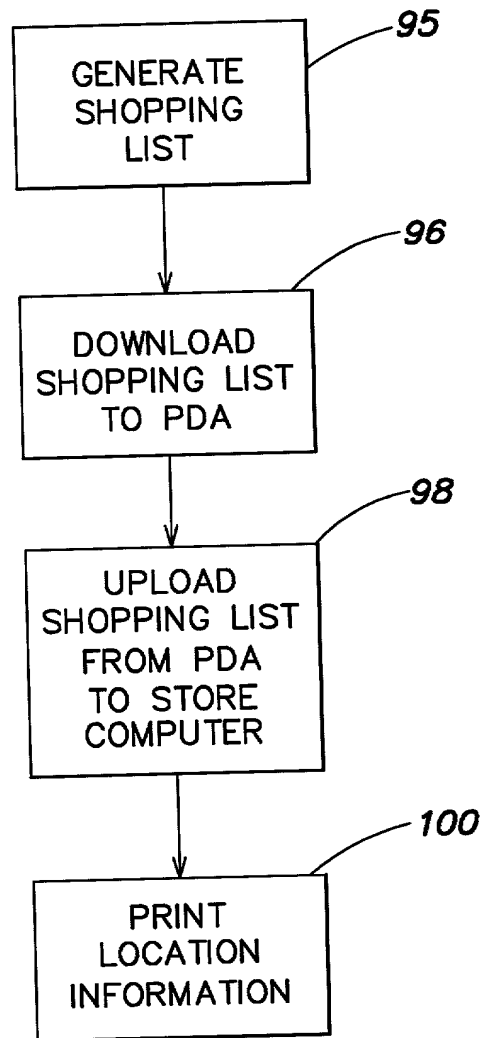 95
GENERATE
SHOPPING
LIST
96
DOWNLOAD
SHOPPING LIST
TO PDA
98
UPLOAD
SHOPPING LIST
FROM PDA
TO STORE
COMPUTER
100
PRINT
LOCATION
INFORMATION